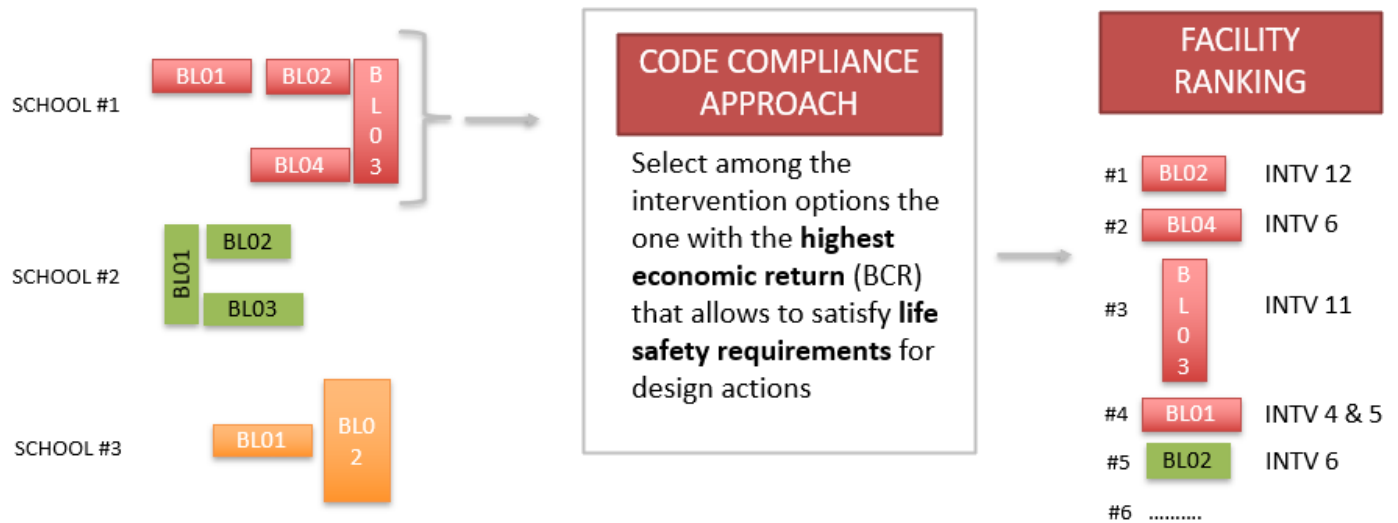 SCHOOL #1
BL01
BL02
B
L
0
3
BL04
SCHOOL #2
BL01
BL02
BL03
SCHOOL #3
BL01
BL0
2
CODE COMPLIANCE
APPROACH
Select among the
intervention options the
one with the highest
economic return (BCR)
that allows to satisfy life
safety requirements for
design actions
FACILITY
RANKING
#1 BL02 INTV 12
#2 BL04 INTV 6
#3 B
L
0
3
INTV 11
#4 BL01 INTV 4 & 5
#5 BL02 INTV 6
#6 ..........